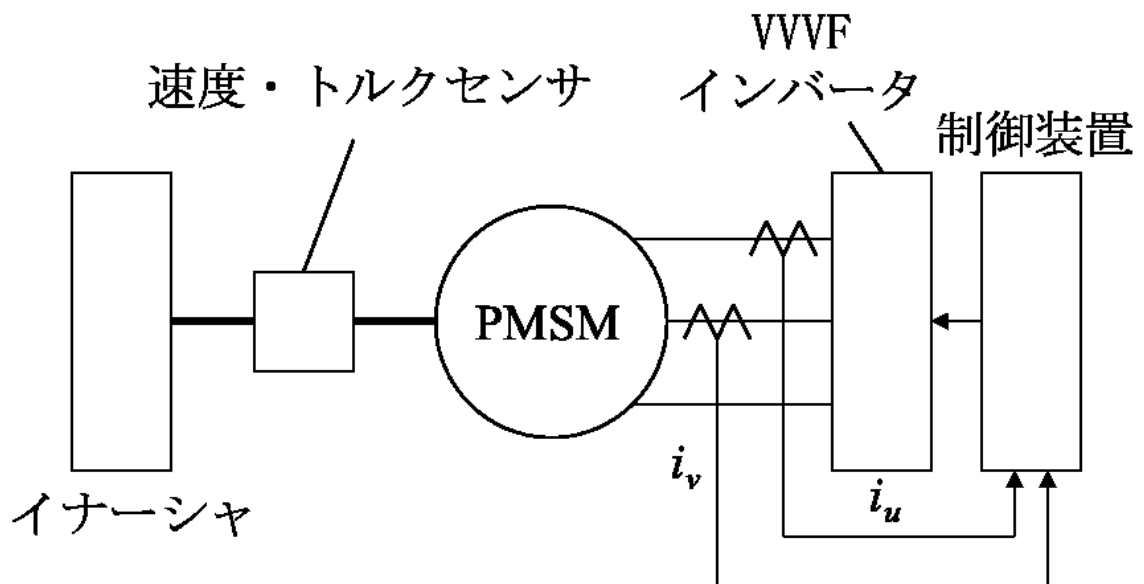 VVVF
インバータ
速度・トルクセンサ
制御装置
PMSM
i_v
i_u
イナーシャ